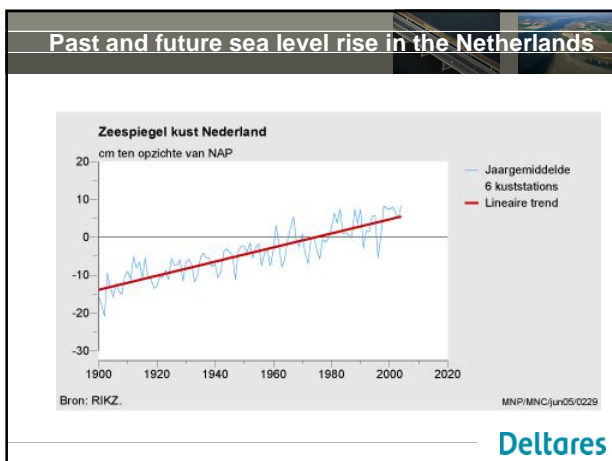 Past and future sea level rise in the Netherlands
Zeespiegel kust Nederland
cm ten opzichte van NAP
20
10
0
-10
-20
-30
1900 1920 1940 1960 1980 2000 2020
Jaargemiddelde
6 kuststations
Lineaire trend
Bron: RIKZ.
MNP/MNC/jun05/0229
Deltares